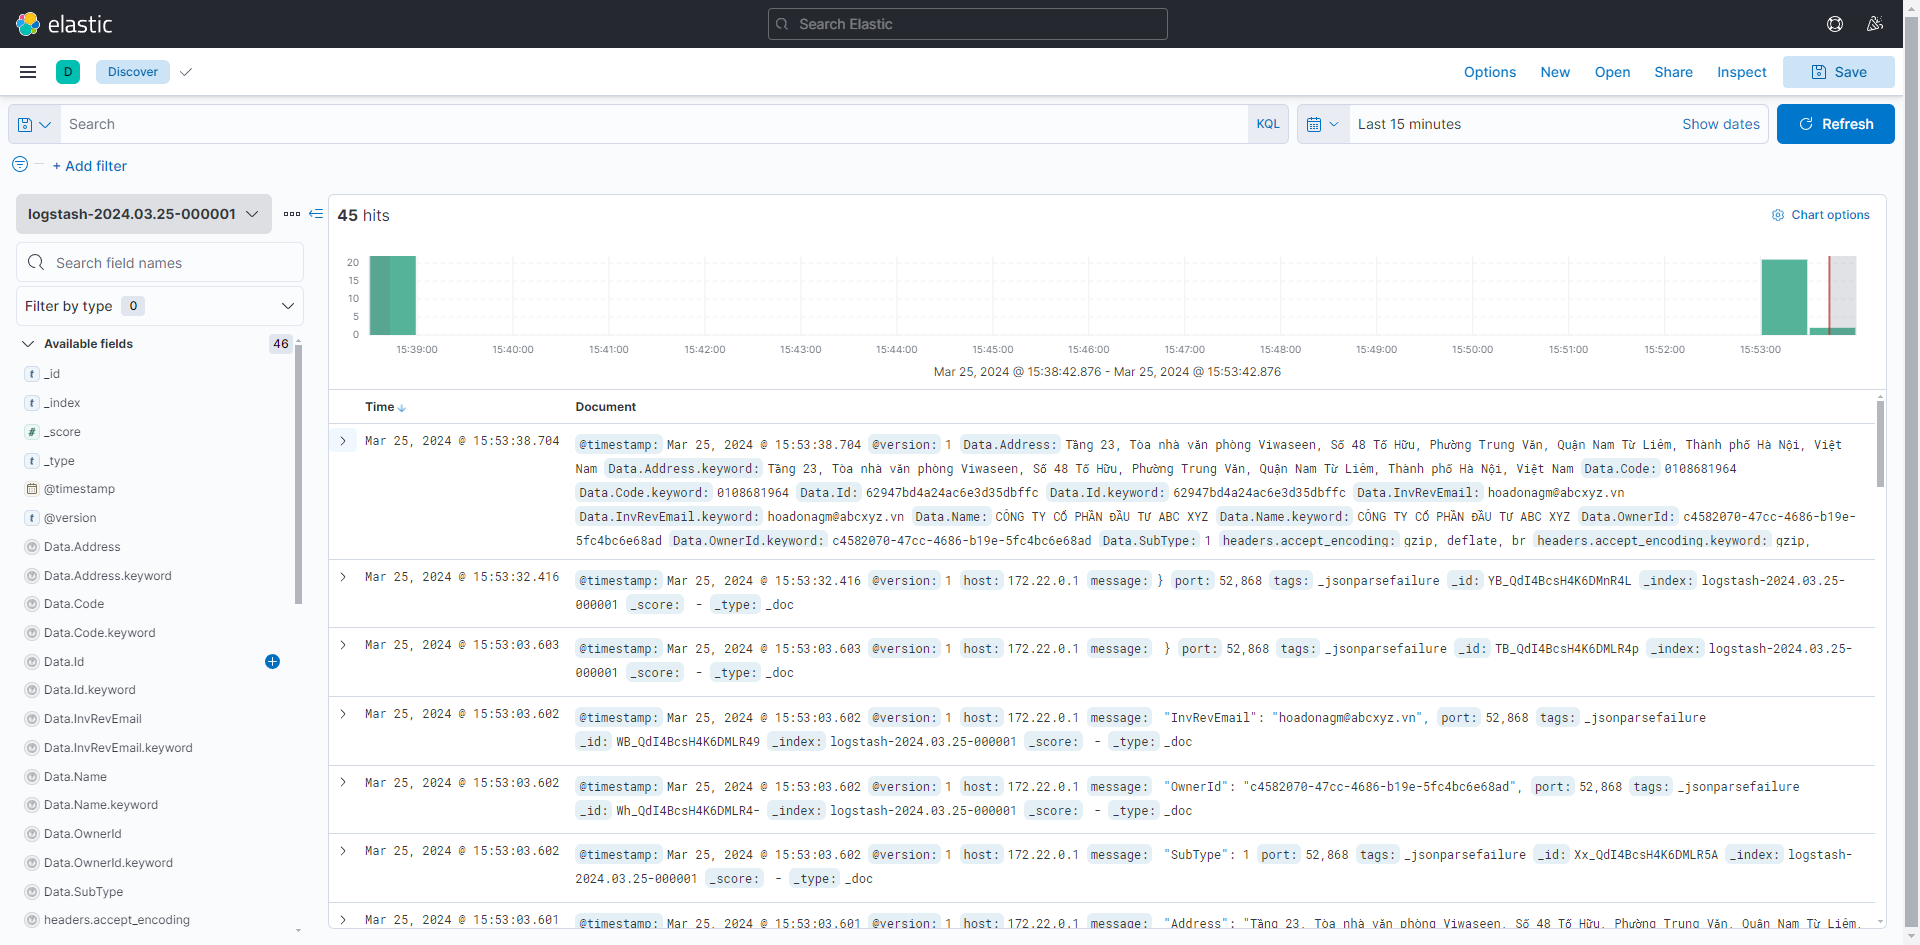 elastic
Search Elastic
D
Discover
Options
New
Open
Share
Inspect
Save
Search
KQL
Last 15 minutes
Show dates
Refresh
+ Add filter
logstash-2024.03.25-000001
Search field names
Filter by type 0
Available fields 46
t _id
t _index
# _score
t _type
@timestamp
t @version
Data.Address
Data.Address.keyword
Data.Code
Data.Code.keyword
Data.Id
Data.Id.keyword
Data.InvRevEmail
Data.InvRevEmail.keyword
Data.Name
Data.Name.keyword
Data.OwnerId
Data.OwnerId.keyword
Data.SubType
headers.accept_encoding
45 hits
Chart options
20
15
10
5
0
15:39:00 15:40:00 15:41:00 15:42:00 15:43:00 15:44:00 15:45:00 15:46:00 15:47:00 15:48:00 15:49:00 15:50:00 15:51:00 15:52:00 15:53:00
Mar 25, 2024 @ 15:38:42.876 - Mar 25, 2024 @ 15:53:42.876
Time Document
Mar 25, 2024 @ 15:53:38.704
@timestamp: Mar 25, 2024 @ 15:53:38.704 @version: 1 Data.Address: Tầng 23, Tòa nhà văn phòng Viwaseen, Số 48 Tố Hữu, Phường Trung Văn, Quận Nam Từ Liêm, Thành phố Hà Nội, Việt
Nam Data.Address.keyword: Tầng 23, Tòa nhà văn phòng Viwaseen, Số 48 Tố Hữu, Phường Trung Văn, Quận Nam Từ Liêm, Thành phố Hà Nội, Việt Nam Data.Code: 0108681964
Data.Code.keyword: 0108681964 Data.Id: 62947bd4a24ac6e3d35dbffc Data.Id.keyword: 62947bd4a24ac6e3d35dbffc Data.InvRevEmail: hoadonagm@abcxyz.vn
Data.InvRevEmail.keyword: hoadonagm@abcxyz.vn Data.Name: CÔNG TY CỔ PHẦN ĐẦU TƯ ABC XYZ Data.Name.keyword: CÔNG TY CỔ PHẦN ĐẦU TƯ ABC XYZ Data.OwnerId: c4582070-47cc-4686-b19e-
5fc4bc6e68ad Data.OwnerId.keyword: c4582070-47cc-4686-b19e-5fc4bc6e68ad Data.SubType: 1 headers.accept_encoding: gzip, deflate, br headers.accept_encoding.keyword: gzip,
Mar 25, 2024 @ 15:53:32.416
@timestamp: Mar 25, 2024 @ 15:53:32.416 @version: 1 host: 172.22.0.1 message: } port: 52,868 tags: _jsonparsefailure _id: YB_QdI4BcsH4K6DMnR4L _index: logstash-2024.03.25-
000001 _score: - _type: _doc
Mar 25, 2024 @ 15:53:03.603
@timestamp: Mar 25, 2024 @ 15:53:03.603 @version: 1 host: 172.22.0.1 message: } port: 52,868 tags: _jsonparsefailure _id: TB_QdI4BcsH4K6DMLR4p _index: logstash-2024.03.25-
000001 _score: - _type: _doc
Mar 25, 2024 @ 15:53:03.602
@timestamp: Mar 25, 2024 @ 15:53:03.602 @version: 1 host: 172.22.0.1 message: "InvRevEmail": "hoadonagm@abcxyz.vn", port: 52,868 tags: _jsonparsefailure
_id: WB_QdI4BcsH4K6DMLR49 _index: logstash-2024.03.25-000001 _score: - _type: _doc
Mar 25, 2024 @ 15:53:03.602
@timestamp: Mar 25, 2024 @ 15:53:03.602 @version: 1 host: 172.22.0.1 message: "OwnerId": "c4582070-47cc-4686-b19e-5fc4bc6e68ad", port: 52,868 tags: _jsonparsefailure
_id: Wh_QdI4BcsH4K6DMLR4- _index: logstash-2024.03.25-000001 _score: - _type: _doc
Mar 25, 2024 @ 15:53:03.602
@timestamp: Mar 25, 2024 @ 15:53:03.602 @version: 1 host: 172.22.0.1 message: "SubType": 1 port: 52,868 tags: _jsonparsefailure _id: Xx_QdI4BcsH4K6DMLR5A _index: logstash-
2024.03.25-000001 _score: - _type: _doc
Mar 25, 2024 @ 15:53:03.601
@timestamp: Mar 25, 2024 @ 15:53:03.601 @version: 1 host: 172.22.0.1 message: "Address": "Tầng 23, Tòa nhà văn phòng Viwaseen, Số 48 Tố Hữu, Phường Trung Văn, Quận Nam Từ Liêm,